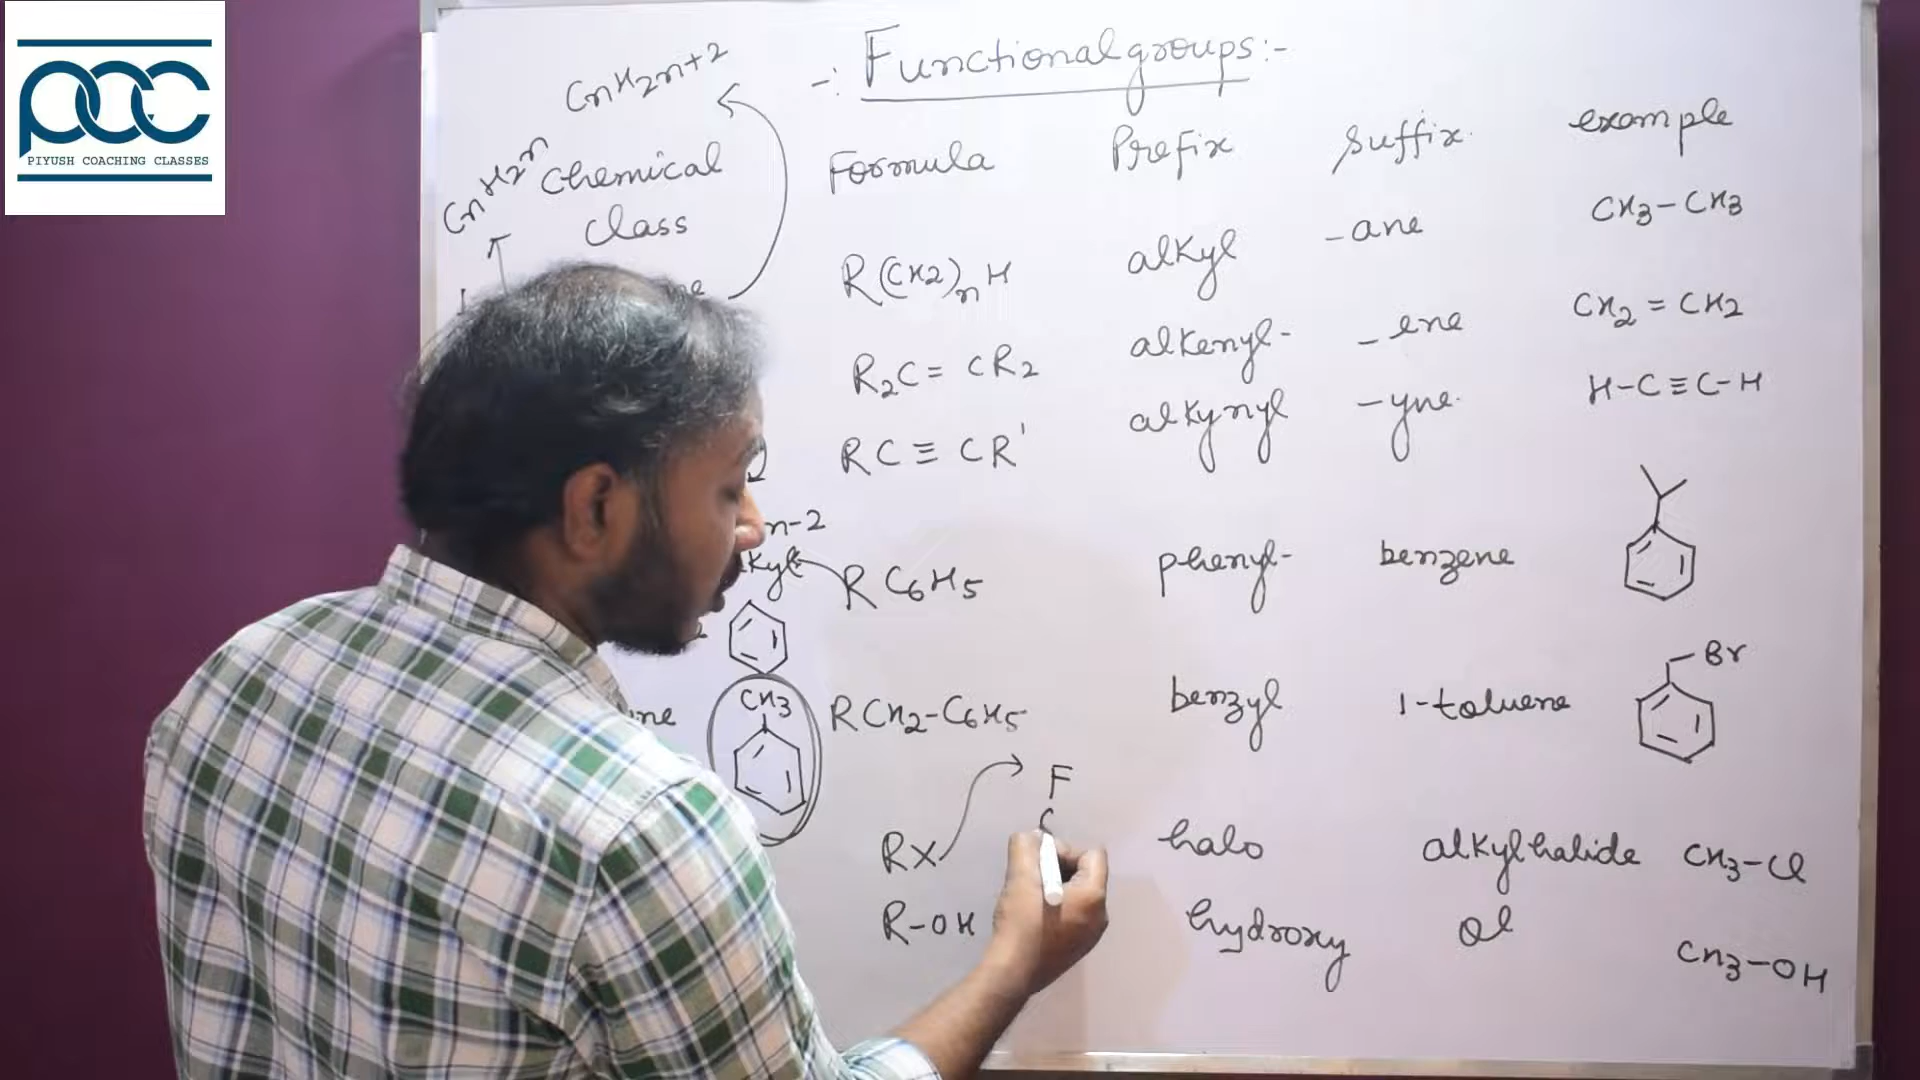 PCC
PIYUSH COACHING CLASSES
-: Functional groups:-
CnH2n+2
CnH2n
Chemical class Formula Prefix suffix example
R(CH2)nH alkyl -ane CH3-CH3
R2C=CR2 alkenyl- -ene CH2=CH2
RC≡CR' alkynyl -yne. H-C≡C-H
n-2
kyl RC6H5 phenyl- benzene
CH3 RCH2-C6H5 benzyl 1-toluene Br
F
RX halo alkylhalide CH3-Cl
R-OH hydroxy ol CH3-OH